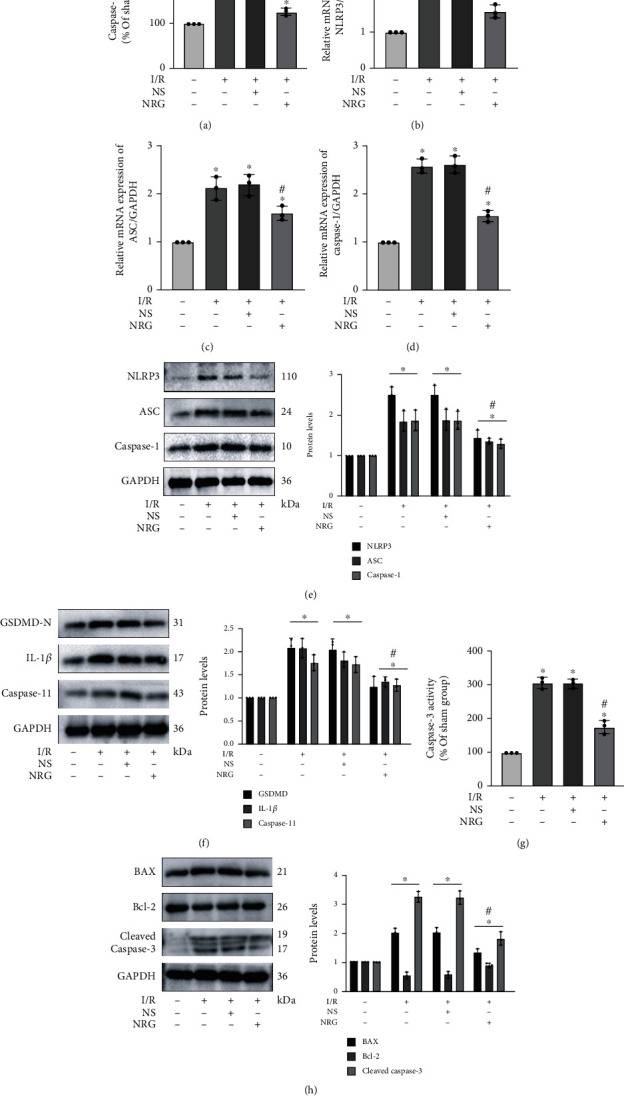 Caspase-
(% Of sha
100
0
*
I/R – + + +
NS – – + –
NRG – – – +
(a)
Relative mRN
NLRP3/
1
0
I/R – + + +
NS – – + –
NRG – – – +
(b)
Relative mRNA expression of
ASC/GAPDH
3
2
1
0
* * # *
I/R – + + +
NS – – + –
NRG – – – +
(c)
Relative mRNA expression of
caspase-1/GAPDH
3
2
1
0
* * # *
I/R – + + +
NS – – + –
NRG – – – +
(d)
NLRP3 110
ASC 24
Caspase-1 10
GAPDH 36
I/R – + + + kDa
NS – – + –
NRG – – – +
Protein levels
3
2
1
0
* * # *
I/R – + + +
NS – – + –
NRG – – – +
NLRP3
ASC
Caspase-1
(e)
GSDMD-N 31
IL-1β 17
Caspase-11 43
GAPDH 36
I/R – + + + kDa
NS – – + –
NRG – – – +
Protein levels
2.5
2.0
1.5
1.0
0.5
0.0
* * # *
I/R – + + +
NS – – + –
NRG – – – +
GSDMD
IL-1β
Caspase-11
(f)
Caspase-3 activity
(% Of sham group)
400
300
200
100
0
* * # *
I/R – + + +
NS – – + –
NRG – – – +
(g)
BAX 21
Bcl-2 26
Cleaved 19
Caspase-3 17
GAPDH 36
I/R – + + + kDa
NS – – + –
NRG – – – +
Protein levels
4
3
2
1
0
* * # *
I/R – + + +
NS – – + –
NRG – – – +
BAX
Bcl-2
Cleaved caspase-3
(h)